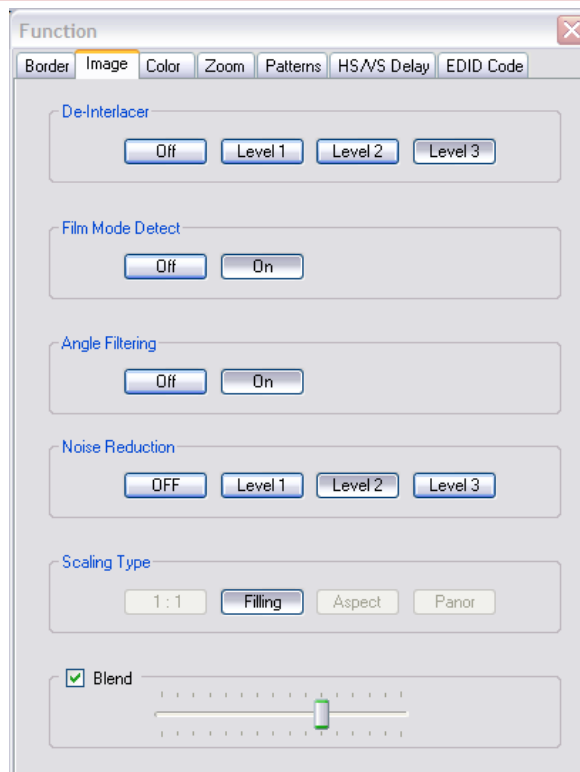 Function
Border Image Color Zoom Patterns HS/VS Delay EDID Code
De-Interlacer
Off Level 1 Level 2 Level 3
Film Mode Detect
Off On
Angle Filtering
Off On
Noise Reduction
OFF Level 1 Level 2 Level 3
Scaling Type
1 : 1 Filling Aspect Panor
Blend